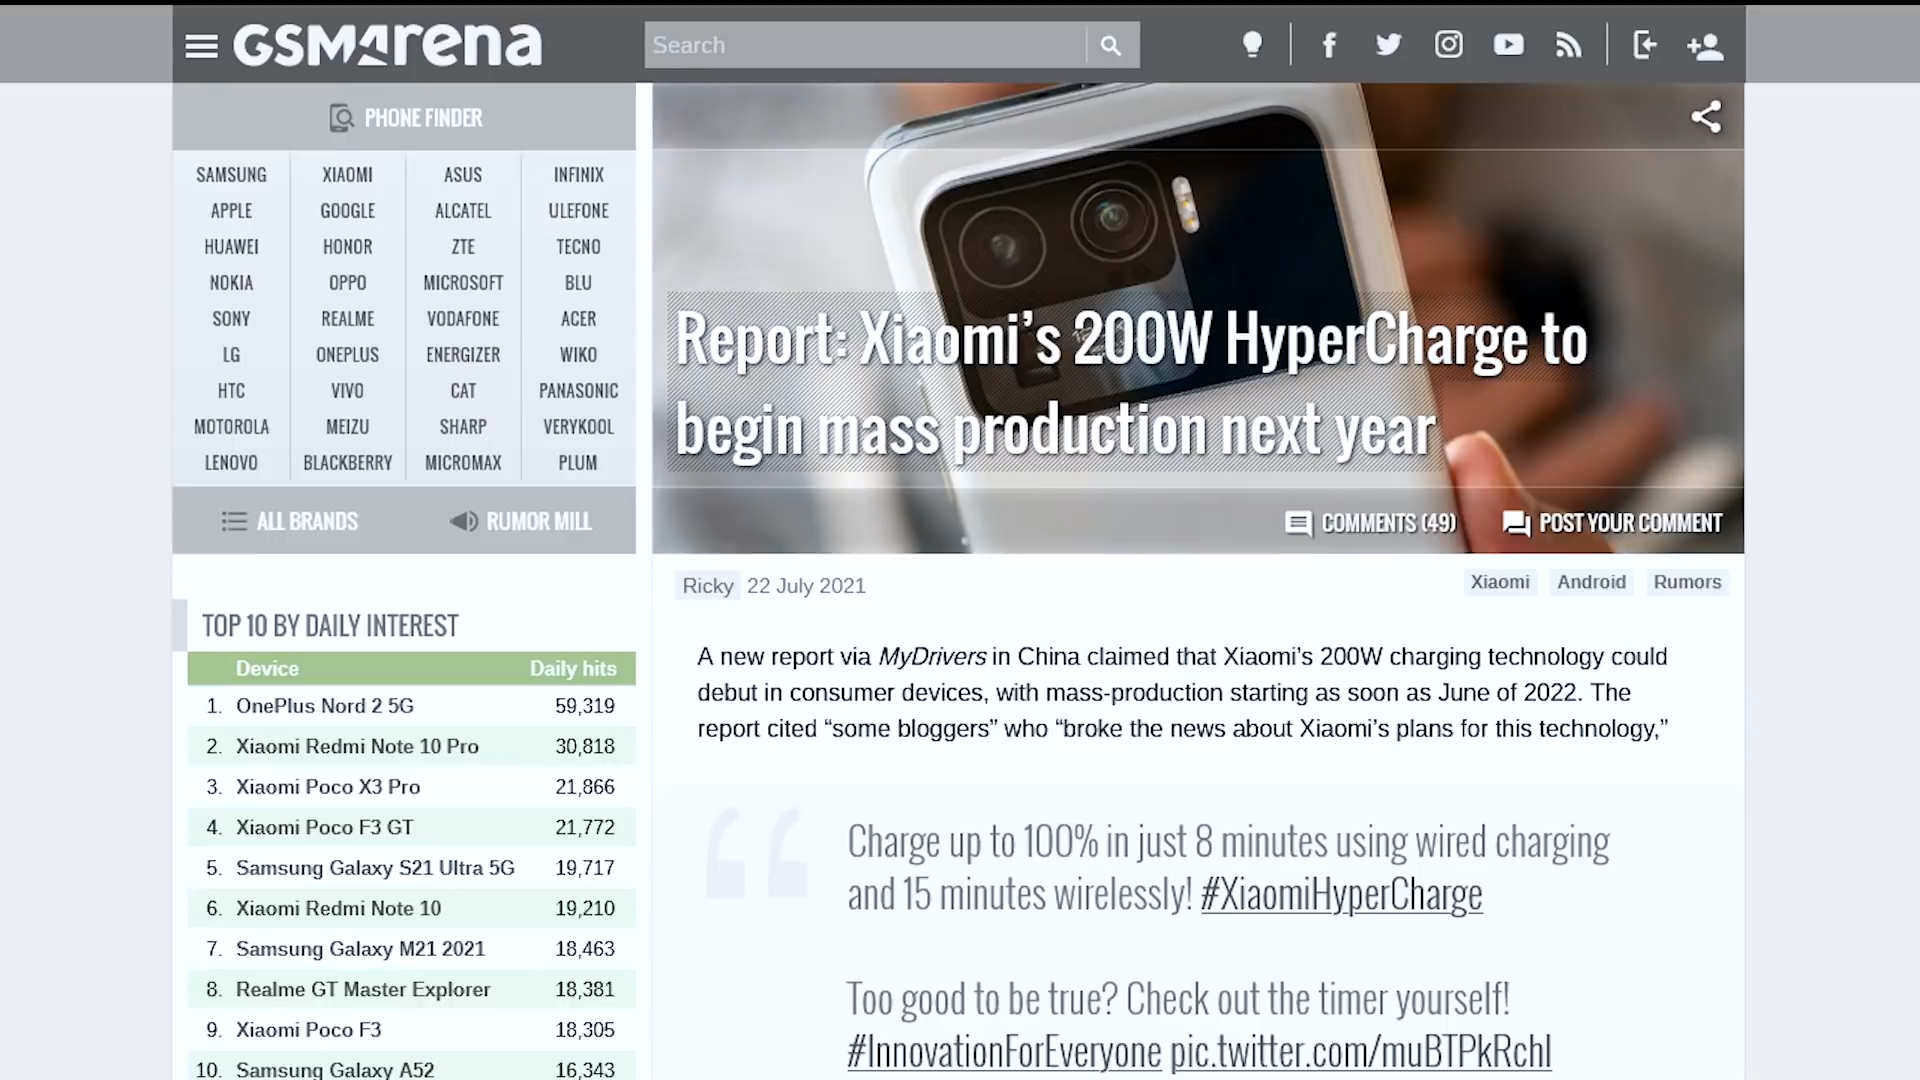 GSMArena
Search
PHONE FINDER
SAMSUNG XIAOMI ASUS INFINIX
APPLE GOOGLE ALCATEL ULEFONE
HUAWEI HONOR ZTE TECNO
NOKIA OPPO MICROSOFT BLU
SONY REALME VODAFONE ACER
LG ONEPLUS ENERGIZER WIKO
HTC VIVO CAT PANASONIC
MOTOROLA MEIZU SHARP VERYKOOL
LENOVO BLACKBERRY MICROMAX PLUM
ALL BRANDS RUMOR MILL
TOP 10 BY DAILY INTEREST
Device Daily hits
1. OnePlus Nord 2 5G 59,319
2. Xiaomi Redmi Note 10 Pro 30,818
3. Xiaomi Poco X3 Pro 21,866
4. Xiaomi Poco F3 GT 21,772
5. Samsung Galaxy S21 Ultra 5G 19,717
6. Xiaomi Redmi Note 10 19,210
7. Samsung Galaxy M21 2021 18,463
8. Realme GT Master Explorer 18,381
9. Xiaomi Poco F3 18,305
10. Samsung Galaxy A52 16,343
Report: Xiaomi’s 200W HyperCharge to
begin mass production next year
COMMENTS (49) POST YOUR COMMENT
Ricky 22 July 2021 Xiaomi Android Rumors
A new report via MyDrivers in China claimed that Xiaomi’s 200W charging technology could
debut in consumer devices, with mass-production starting as soon as June of 2022. The
report cited “some bloggers” who “broke the news about Xiaomi’s plans for this technology,”
Charge up to 100% in just 8 minutes using wired charging
and 15 minutes wirelessly! #XiaomiHyperCharge
Too good to be true? Check out the timer yourself!
#InnovationForEveryone pic.twitter.com/muBTPkRchl